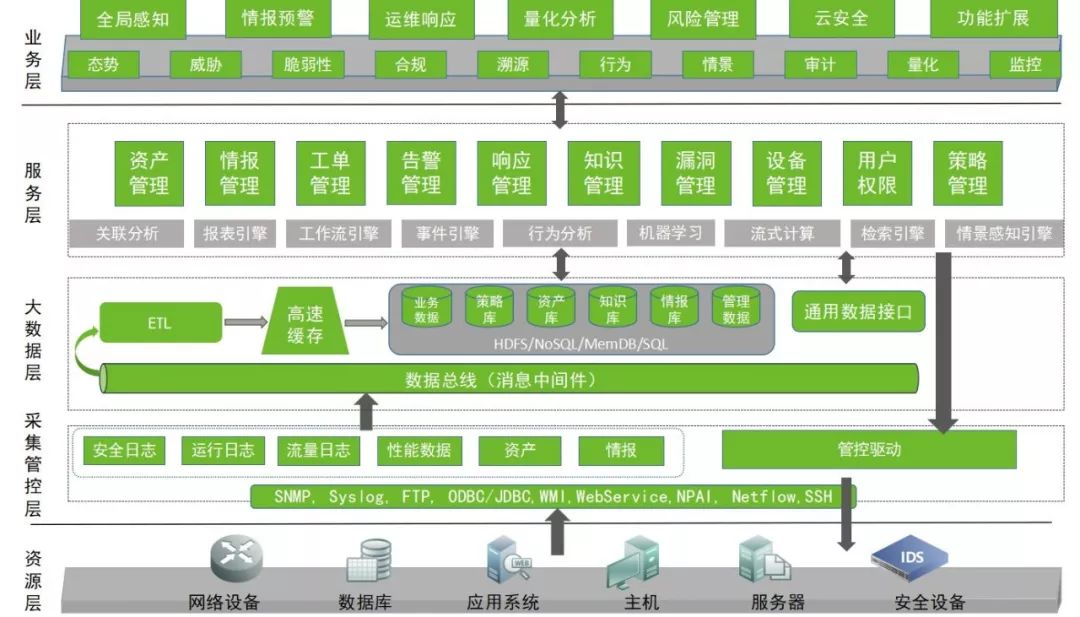 全局感知 情报预警 运维响应 量化分析 风险管理 云安全 功能扩展
业务层
态势 威胁 脆弱性 合规 溯源 行为 情景 审计 量化 监控
服务层
资产管理 情报管理 工单管理 告警管理 响应管理 知识管理 漏洞管理 设备管理 用户权限 策略管理
关联分析 报表引擎 工作流引擎 事件引擎 行为分析 机器学习 流式计算 检索引擎 情景感知引擎
大数据层
ETL 高速缓存 业务数据 策略库 资产库 知识库 情报库 管理数据 通用数据接口
HDFS/NoSQL/MemDB/SQL
数据总线（消息中间件）
采集管控层
安全日志 运行日志 流量日志 性能数据 资产 情报 管控驱动
SNMP, Syslog, FTP, ODBC/JDBC,WMI,WebService,NPAI, Netflow,SSH
资源层
WEB IDS
网络设备 数据库 应用系统 主机 服务器 安全设备